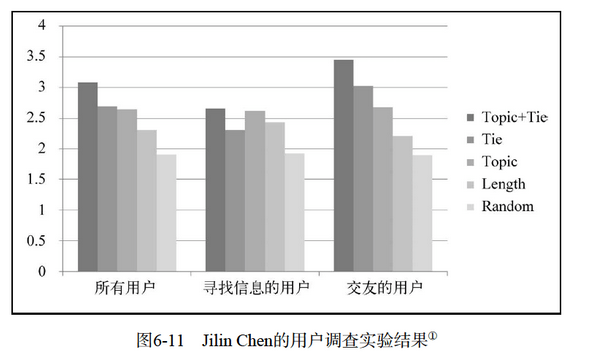 4
3.5
3
2.5
2
1.5
1
0.5
0
所有用户
寻找信息的用户
交友的用户
Topic+Tie
Tie
Topic
Length
Random
图6-11 Jilin Chen的用户调查实验结果①